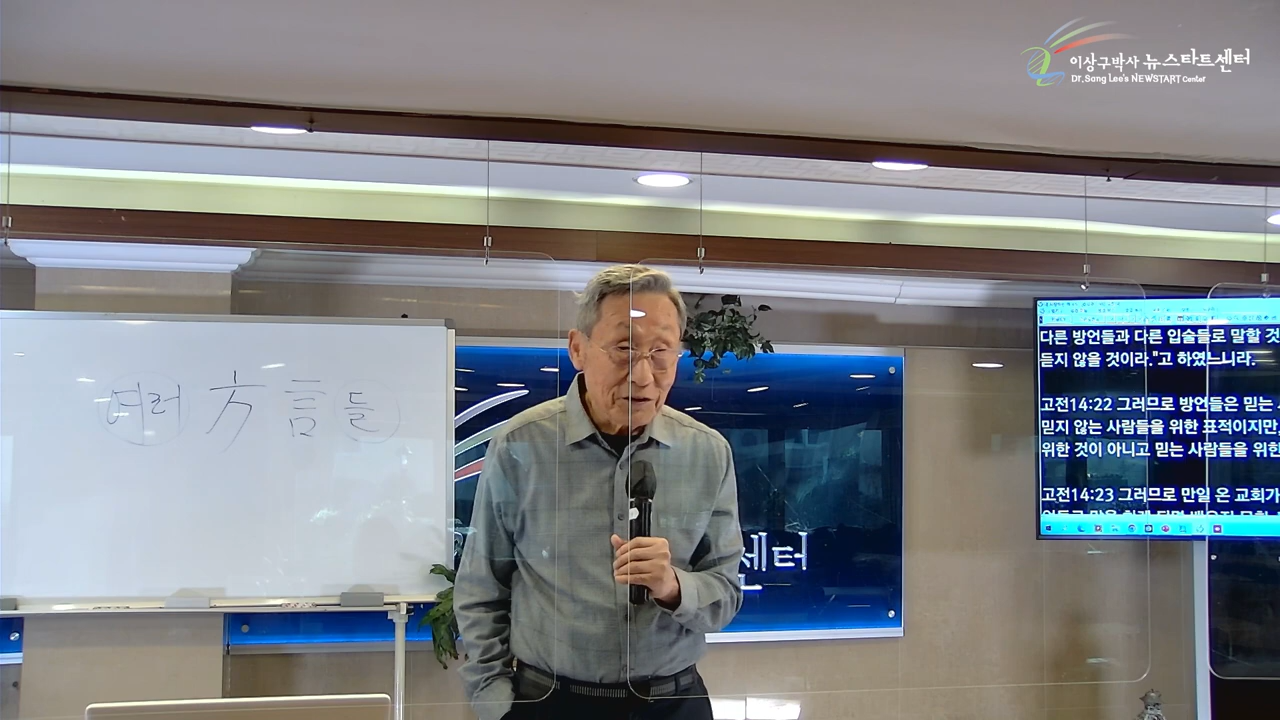 이상구박사 뉴스타트센터
Dr. Sang Lee's NEWSTART Center
여러 方言들
센터
다른 방언들과 다른 입술들로 말할 것
듣지 않을 것이라."고 하였느니라.
고전14:22 그러므로 방언들은 믿는
믿지 않는 사람들을 위한 표적이지만,
위한 것이 아니고 믿는 사람들을 위한
고전14:23 그러므로 만일 온 교회가